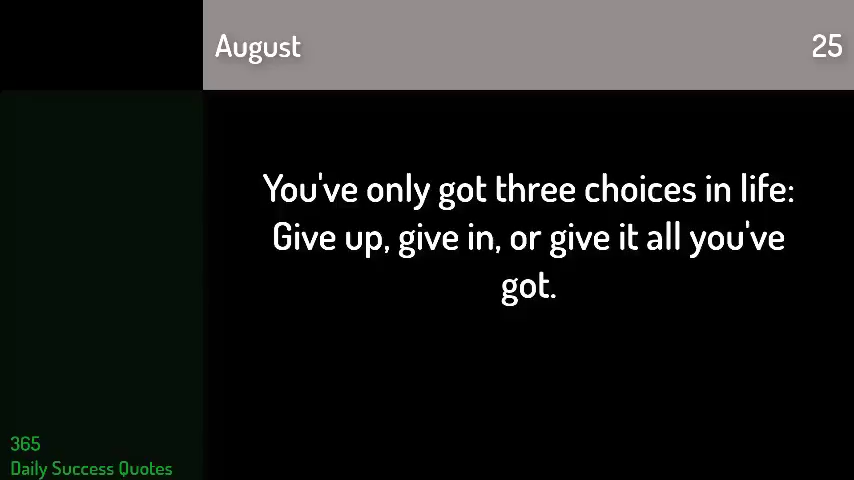 August 25
You've only got three choices in life:
Give up, give in, or give it all you've
got.
365
Daily Success Quotes